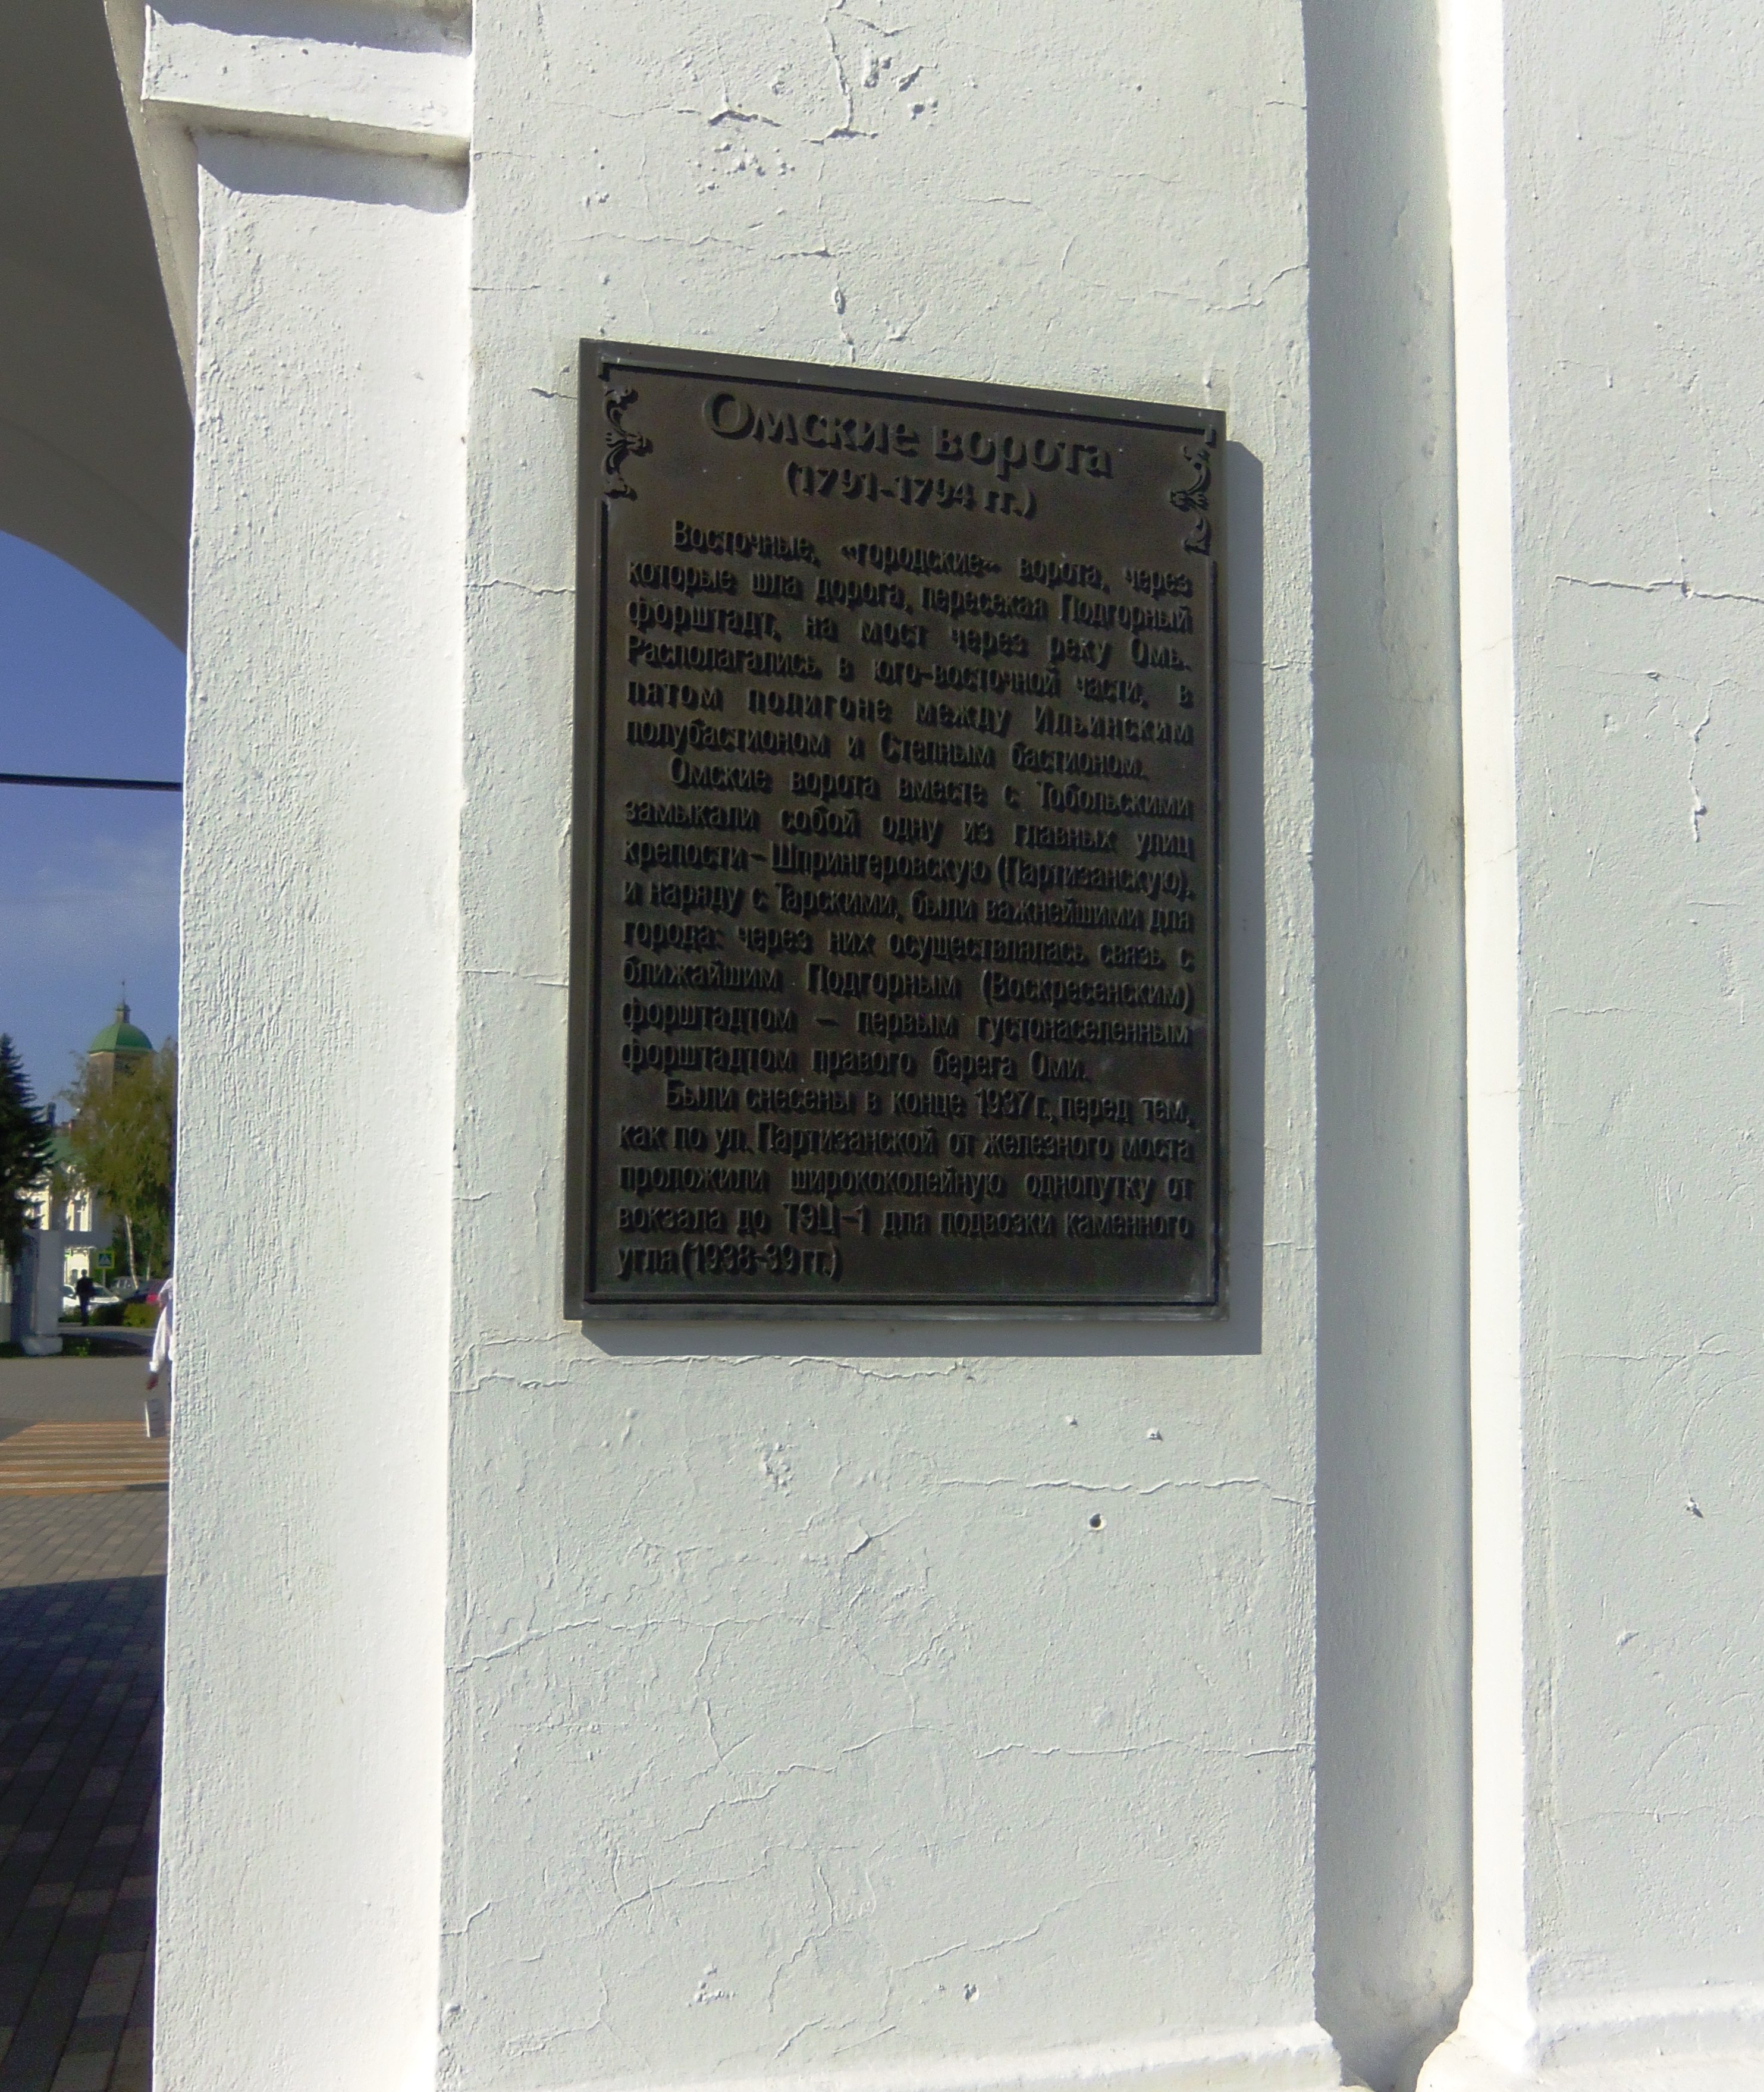 Омские ворота
(1791-1794 гг.)
Восточные, «городские» ворота, через
которые шла дорога, пересекая Подгорный
форштадт, на мост через реку Омь.
Располагались в юго-восточной части, в
пятом полигоне между Ильинским
полубастионом и Степным бастионом.
Омские ворота вместе с Тобольскими
замыкали собой одну из главных улиц
крепости – Шпрингеровскую (Партизанскую),
и наряду с Тарскими, были важнейшими для
города: через них осуществлялась связь с
ближайшим Подгорным (Воскресенским)
форштадтом – первым густонаселенным
форштадтом правого берега Оми.
Были снесены в конце 1937 г., перед тем,
как по ул. Партизанской от железного моста
проложили ширококолейную однопутку от
вокзала до ТЭЦ-1 для подвозки каменного
угла (1938-39 гг.)